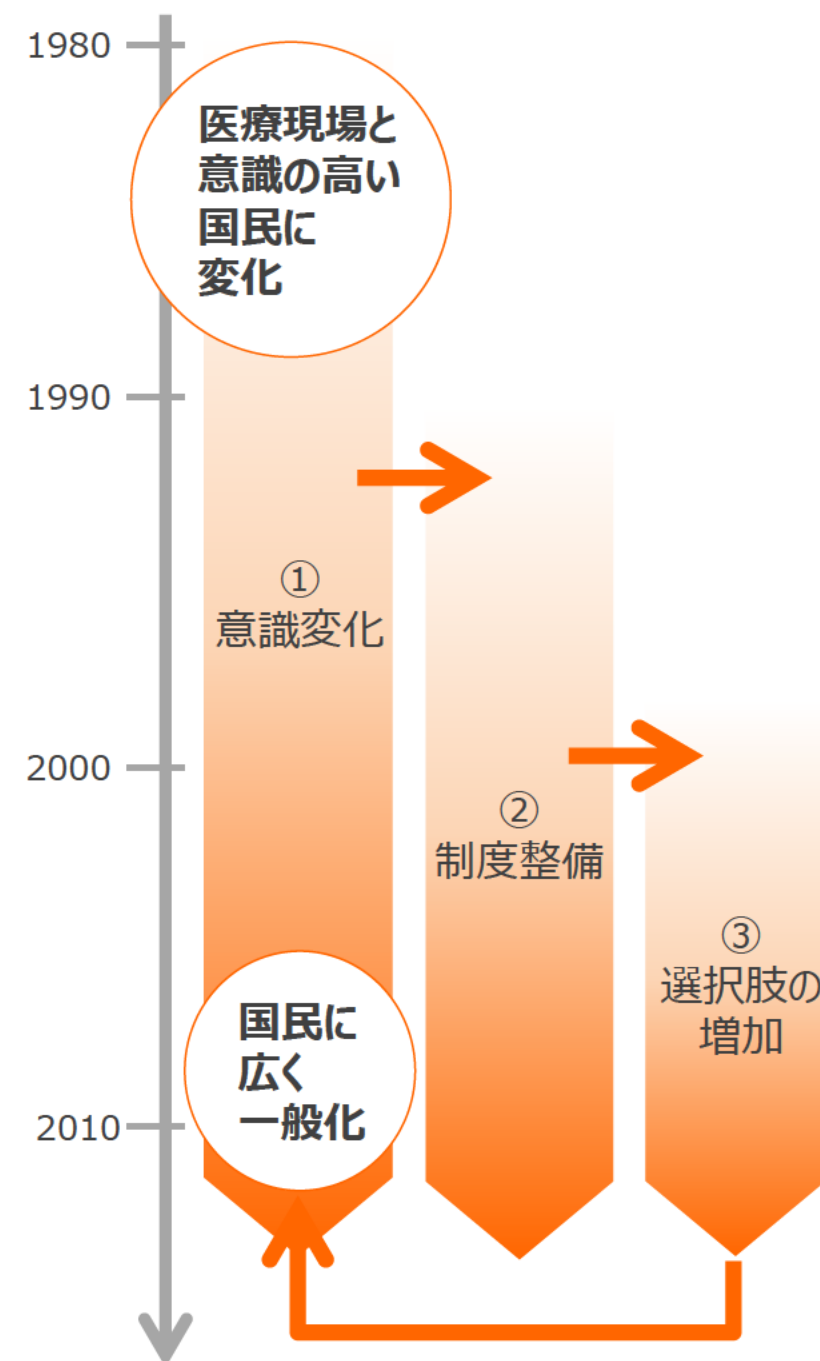 1980
医療現場と
意識の高い
国民に
変化
1990
①
意識変化
2000
②
制度整備
③
選択肢の
増加
国民に
広く
一般化
2010